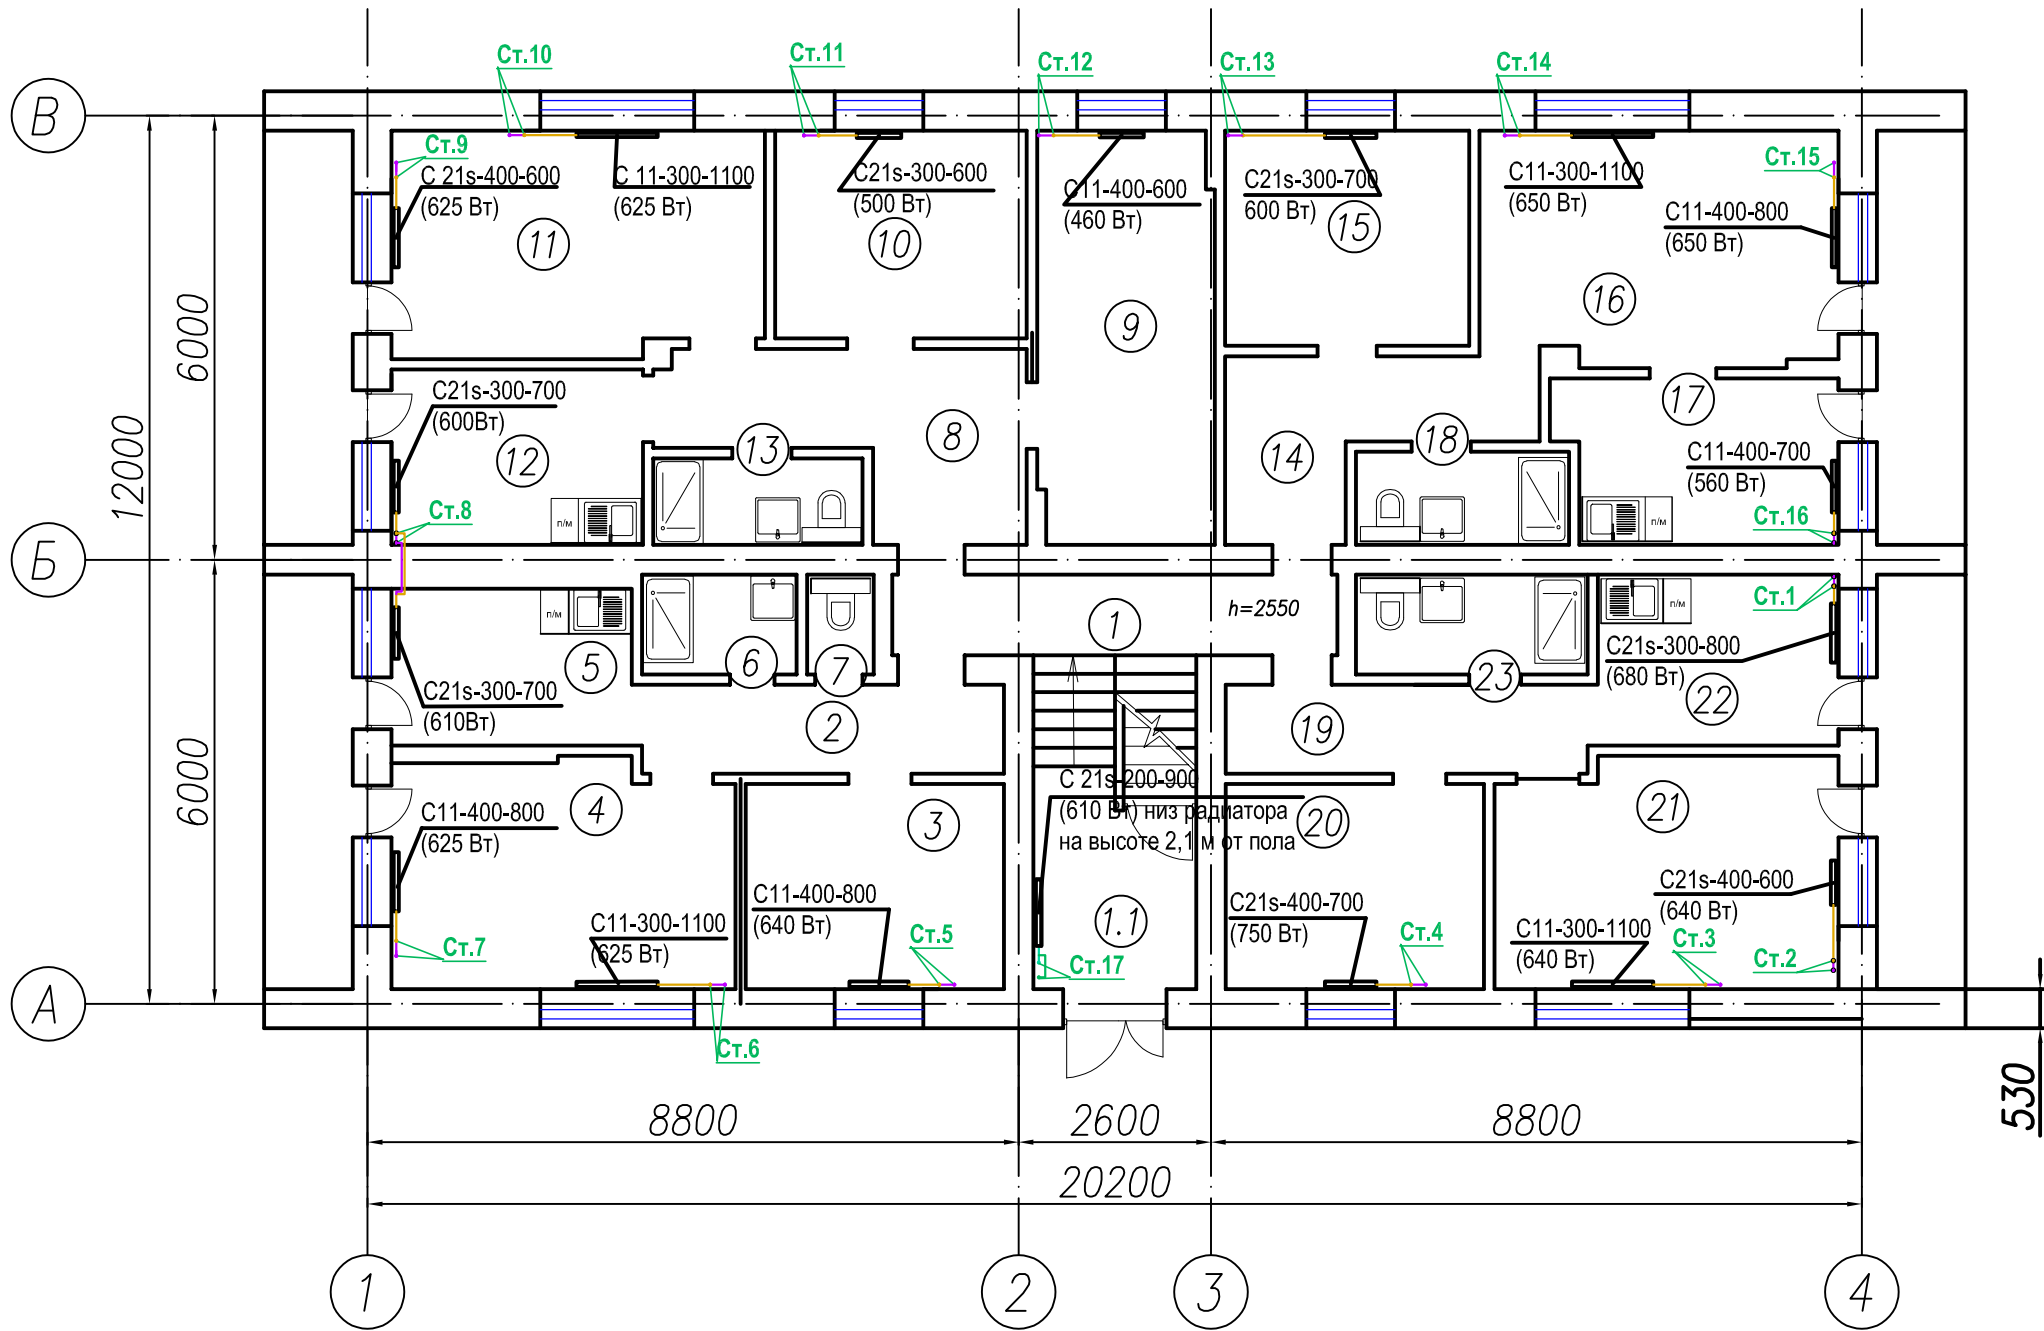 Ст.10
Ст.11
Ст.12
Ст.13
Ст.14
В
Ст.9
Ст.15
С 21s-400-600
(625 Вт)
С 11-300-1100
(625 Вт)
С21s-300-600
(500 Вт)
С11-400-600
(460 Вт)
С21s-300-700
600 Вт)
С11-300-1100
(650 Вт)
С11-400-800
(650 Вт)
11
10
9
15
16
6000
12000
С21s-300-700
(600Вт)
12
13
8
14
18
17
С11-400-700
(560 Вт)
п/м
п/м
Ст.8
Ст.16
Б
п/м
п/м
h=2550
1
Ст.1
5
6
7
23
С21s-300-800
(680 Вт)
22
С21s-300-700
(610Вт)
2
19
6000
С 21s-200-900
(610 Вт) низ радиатора
на высоте 2,1 м от пола
С11-400-800
(625 Вт)
4
3
20
21
С11-400-800
(640 Вт)
С11-300-1100
(625 Вт)
С21s-400-700
(750 Вт)
С21s-400-600
(640 Вт)
С11-300-1100
(640 Вт)
1.1
Ст.7
Ст.5
Ст.17
Ст.4
Ст.3
Ст.2
А
Ст.6
530
8800
2600
8800
20200
1
2
3
4